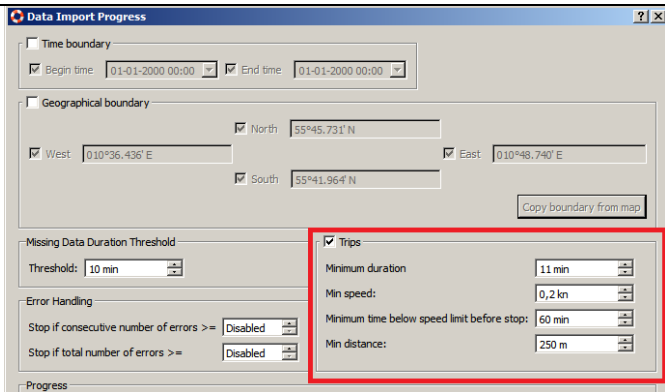 Data Import Progress
Time boundary
Begin time 01-01-2000 00:00 End time 01-01-2000 00:00
Geographical boundary
North 55°45.731' N
West 010°36.436' E East 010°48.740' E
South 55°41.964' N
Copy boundary from map
Missing Data Duration Threshold
Threshold: 10 min
Error Handling
Stop if consecutive number of errors >= Disabled
Stop if total number of errors >= Disabled
Trips
Minimum duration 11 min
Min speed: 0,2 kn
Minimum time below speed limit before stop: 60 min
Min distance: 250 m
Progress